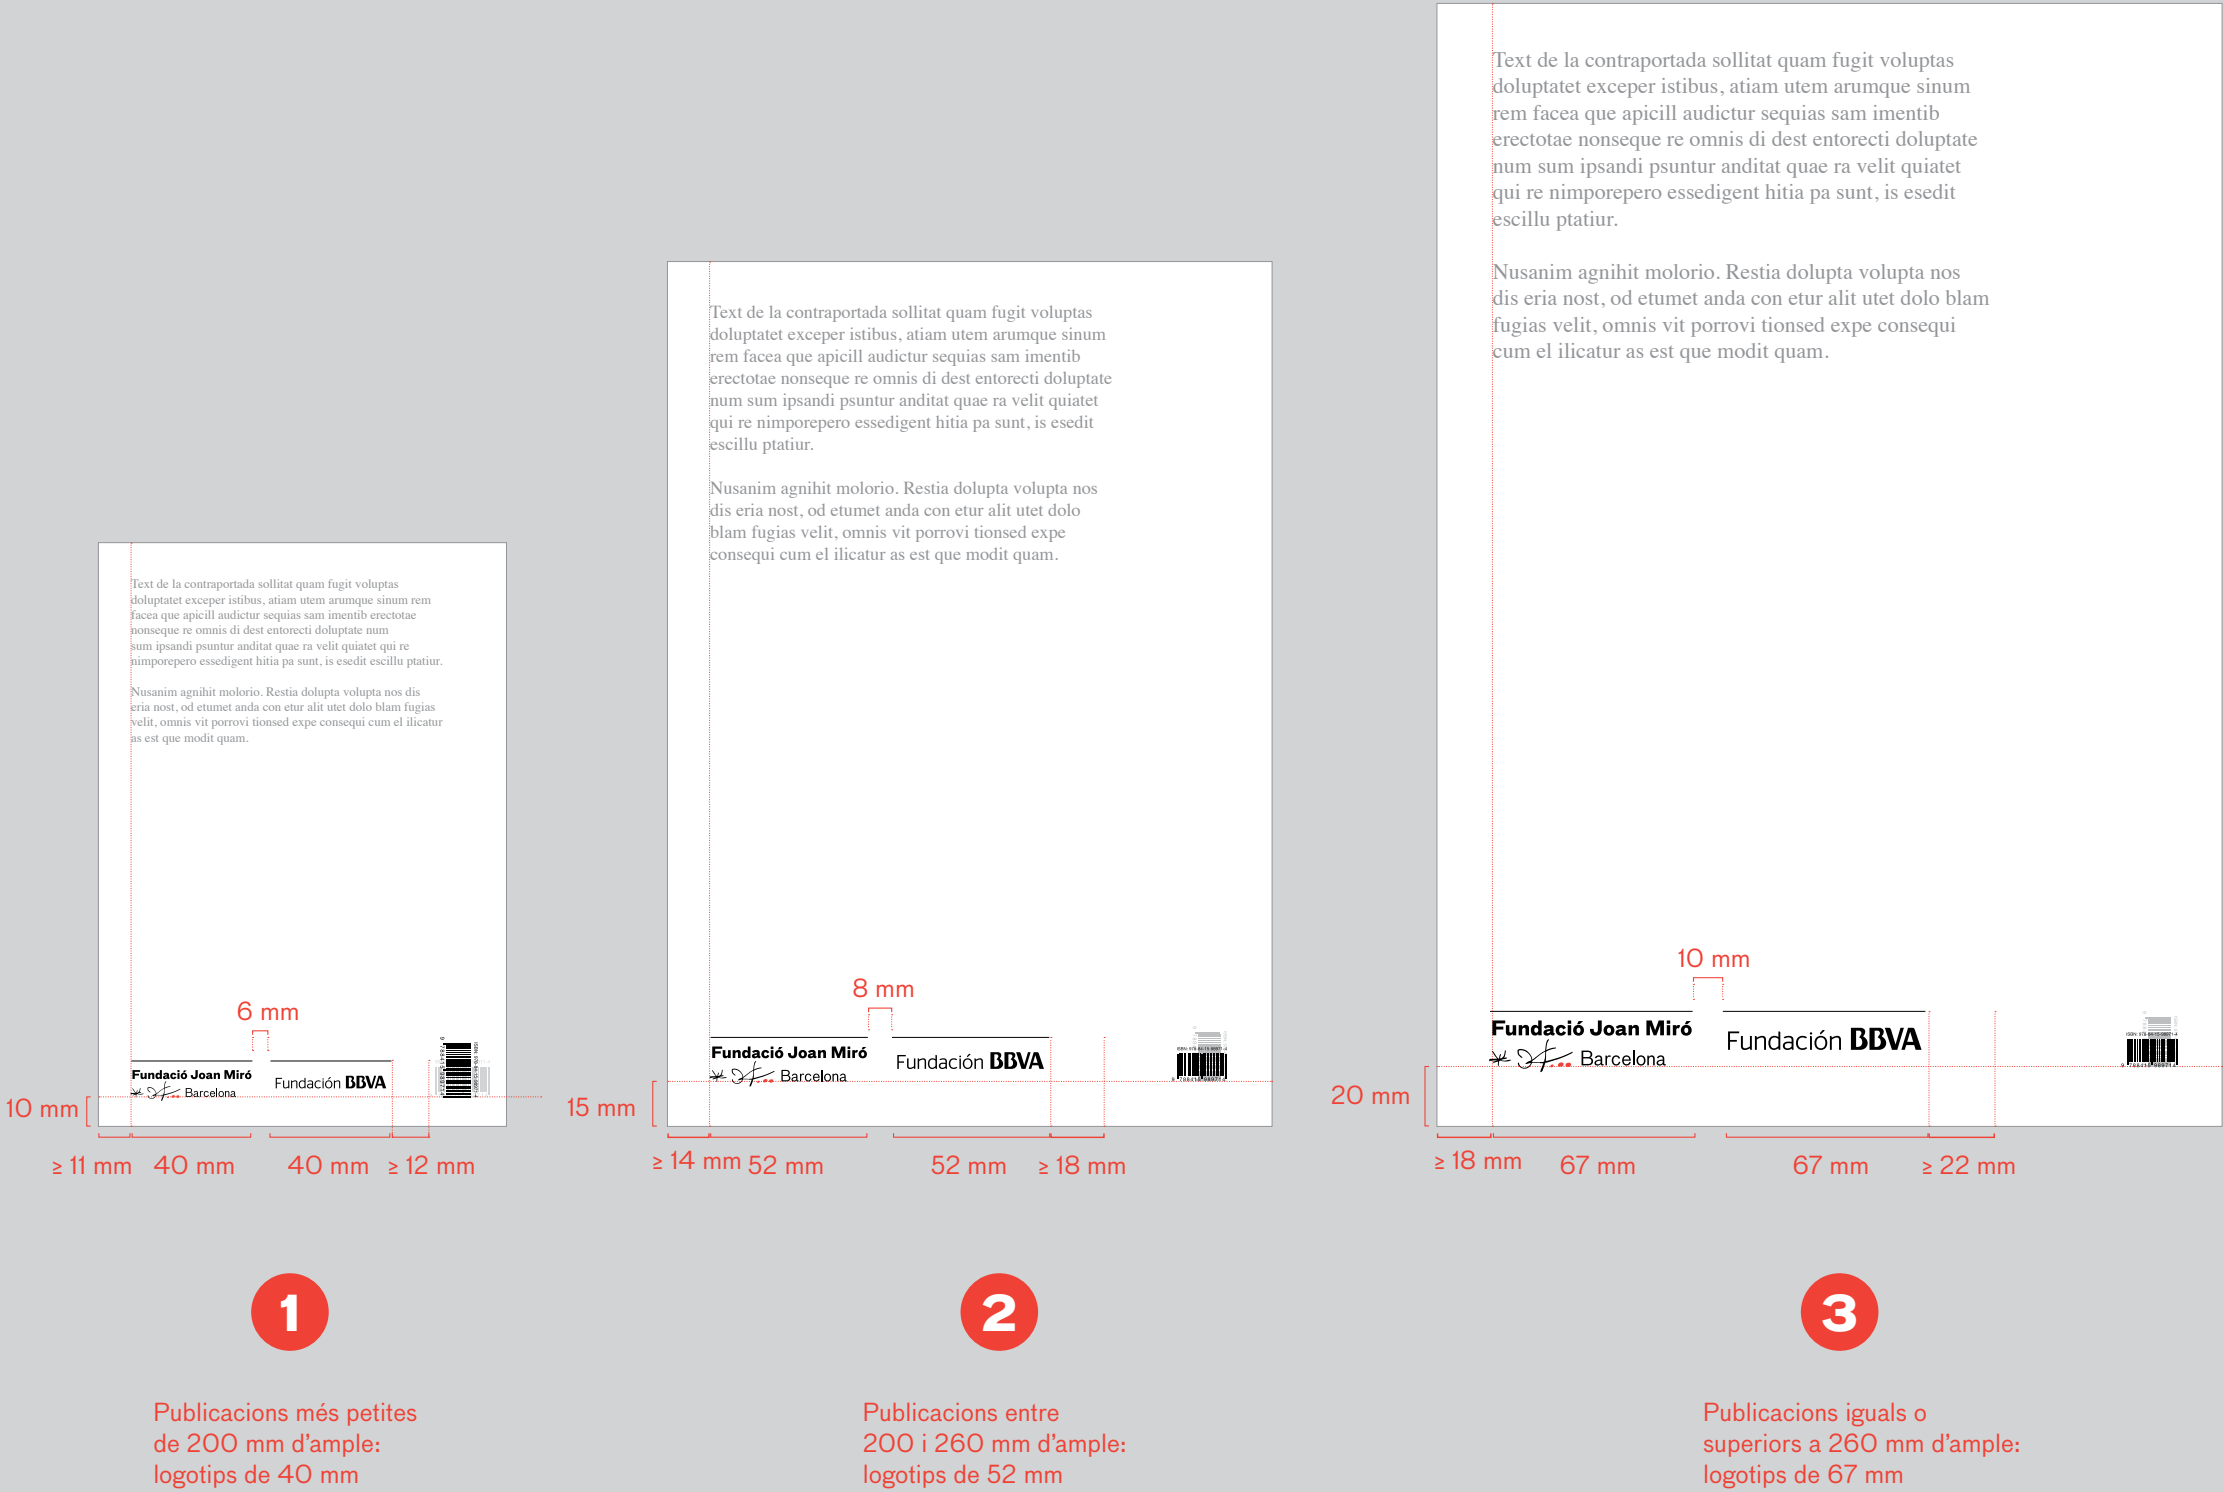 Text de la contraportada sollitat quam fugit voluptas
doluptatet exceper istibus, atiam utem arumque sinum rem
facea que apicill audictur sequias sam imentib erectotae
nonseque re omnis di dest entorecti doluptate num
sum ipsandi psuntur anditat quae ra velit quiatet qui re
nimporepero essedigent hitia pa sunt, is esedit escillu ptatiur.
Nusanim agnihit molorio. Restia dolupta volupta nos dis
eria nost, od etumet anda con etur alit utet dolo blam fugias
velit, omnis vit porrovi tionsed expe consequi cum el ilicatur
as est que modit quam.
6 mm
Fundació Joan Miró
Barcelona
Fundación BBVA
10 mm
≥ 11 mm 40 mm 40 mm ≥ 12 mm
1
Publicacions més petites
de 200 mm d’ample:
logotips de 40 mm
Text de la contraportada sollitat quam fugit voluptas
doluptatet exceper istibus, atiam utem arumque sinum
rem facea que apicill audictur sequias sam imentib
erectotae nonseque re omnis di dest entorecti doluptate
num sum ipsandi psuntur anditat quae ra velit quiatet
qui re nimporepero essedigent hitia pa sunt, is esedit
escillu ptatiur.
Nusanim agnihit molorio. Restia dolupta volupta nos
dis eria nost, od etumet anda con etur alit utet dolo
blam fugias velit, omnis vit porrovi tionsed expe
consequi cum el ilicatur as est que modit quam.
8 mm
Fundació Joan Miró
Barcelona
Fundación BBVA
15 mm
≥ 14 mm 52 mm 52 mm ≥ 18 mm
2
Publicacions entre
200 i 260 mm d’ample:
logotips de 52 mm
Text de la contraportada sollitat quam fugit voluptas
doluptatet exceper istibus, atiam utem arumque sinum
rem facea que apicill audictur sequias sam imentib
erectotae nonseque re omnis di dest entorecti doluptate
num sum ipsandi psuntur anditat quae ra velit quiatet
qui re nimporepero essedigent hitia pa sunt, is esedit
escillu ptatiur.
Nusanim agnihit molorio. Restia dolupta volupta nos
dis eria nost, od etumet anda con etur alit utet dolo blam
fugias velit, omnis vit porrovi tionsed expe consequi
cum el ilicatur as est que modit quam.
10 mm
Fundació Joan Miró
Barcelona
Fundación BBVA
20 mm
≥ 18 mm 67 mm 67 mm ≥ 22 mm
3
Publicacions iguals o
superiors a 260 mm d’ample:
logotips de 67 mm